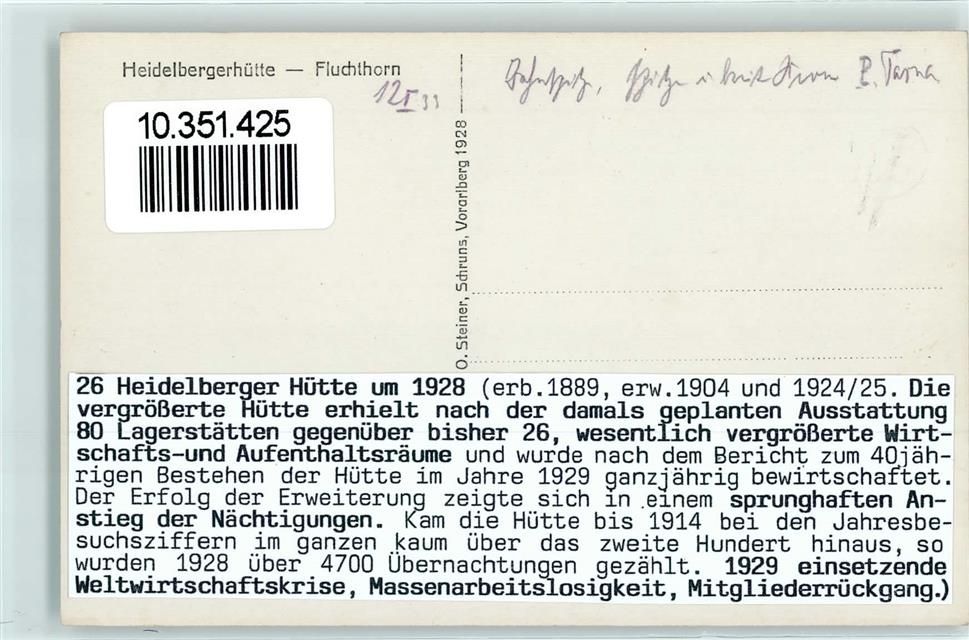 Heidelbergerhütte — Fluchthorn
12 I 33
P. Tasna
10.351.425
O. Steiner, Schruns, Vorarlberg 1928
26 Heidelberger Hütte um 1928 (erb.1889, erw.1904 und 1924/25. Die
vergrößerte Hütte erhielt nach der damals geplanten Ausstattung
80 Lagerstätten gegenüber bisher 26, wesentlich vergrößerte Wirt-
schafts-und Aufenthaltsräume und wurde nach dem Bericht zum 40jäh-
rigen Bestehen der Hütte im Jahre 1929 ganzjährig bewirtschaftet.
Der Erfolg der Erweiterung zeigte sich in einem sprunghaften An-
stieg der Nächtigungen. Kam die Hütte bis 1914 bei den Jahresbe-
suchsziffern im ganzen kaum über das zweite Hundert hinaus, so
wurden 1928 über 4700 Übernachtungen gezählt. 1929 einsetzende
Weltwirtschaftskrise, Massenarbeitslosigkeit, Mitgliederrückgang.)